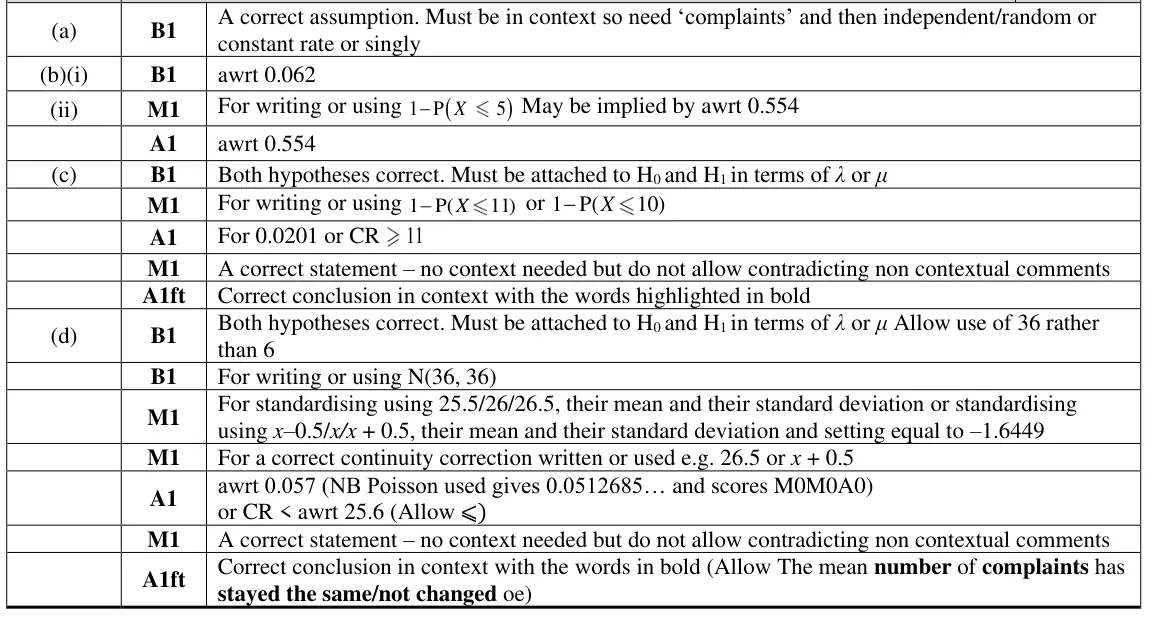 (a) B1 A correct assumption. Must be in context so need ‘complaints’ and then independent/random or
constant rate or singly
(b)(i) B1 awrt 0.062
(ii) M1 For writing or using 1–P(X ⩽ 5) May be implied by awrt 0.554
A1 awrt 0.554
(c) B1 Both hypotheses correct. Must be attached to H₀ and H₁ in terms of λ or μ
M1 For writing or using 1–P(X⩽11) or 1–P(X⩽10)
A1 For 0.0201 or CR ⩾ 11
M1 A correct statement – no context needed but do not allow contradicting non contextual comments
A1ft Correct conclusion in context with the words highlighted in bold
(d) B1 Both hypotheses correct. Must be attached to H₀ and H₁ in terms of λ or μ Allow use of 36 rather
than 6
B1 For writing or using N(36, 36)
M1 For standardising using 25.5/26/26.5, their mean and their standard deviation or standardising
using x–0.5/x/x + 0.5, their mean and their standard deviation and setting equal to –1.6449
M1 For a correct continuity correction written or used e.g. 26.5 or x + 0.5
A1 awrt 0.057 (NB Poisson used gives 0.0512685… and scores M0M0A0)
or CR < awrt 25.6 (Allow ⩽)
M1 A correct statement – no context needed but do not allow contradicting non contextual comments
A1ft Correct conclusion in context with the words in bold (Allow The mean number of complaints has
stayed the same/not changed oe)